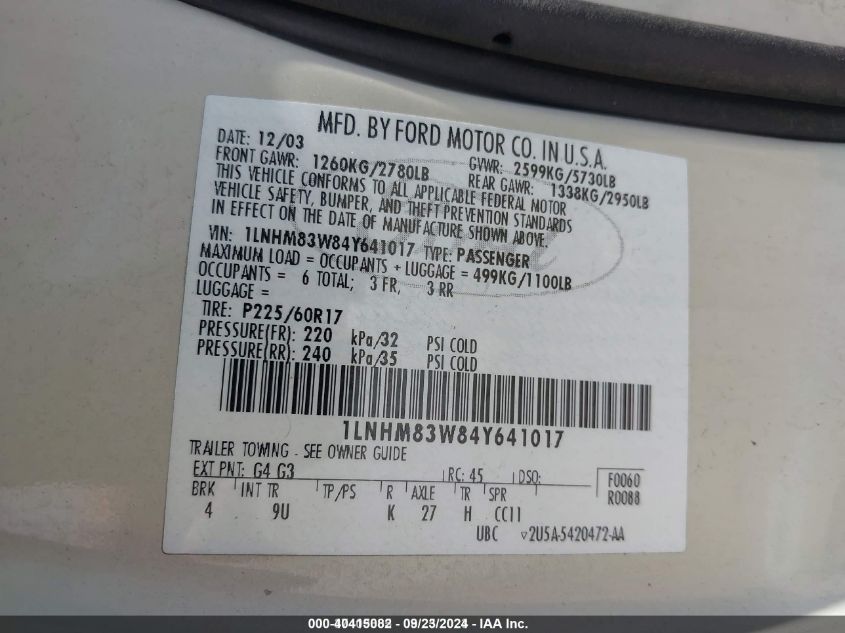 MFD. BY FORD MOTOR CO. IN U.S.A.
DATE: 12/03 GVWR: 2599KG/5730LB
FRONT GAWR: 1260KG/2780LB REAR GAWR: 1338KG/2950LB
THIS VEHICLE CONFORMS TO ALL APPLICABLE FEDERAL MOTOR
VEHICLE SAFETY, BUMPER, AND THEFT PREVENTION STANDARDS
IN EFFECT ON THE DATE OF MANUFACTURE SHOWN ABOVE.
VIN: 1LNHM83W84Y641017 TYPE: PASSENGER
MAXIMUM LOAD = OCCUPANTS + LUGGAGE = 499KG/1100LB
OCCUPANTS = 6 TOTAL; 3 FR, 3 RR
LUGGAGE =
TIRE: P225/60R17
PRESSURE(FR): 220 kPa/32 PSI COLD
PRESSURE(RR): 240 kPa/35 PSI COLD
1LNHM83W84Y641017
TRAILER TOWING - SEE OWNER GUIDE
EXT PNT: G4 G3 RC: 45 DSO: F0060
R0088
BRK INT TR TP/PS R AXLE TR SPR
4 9U K 27 H CC11
UBC ▿2U5A-5420472-AA
000-40415082 - 09/23/2024 - IAA Inc.